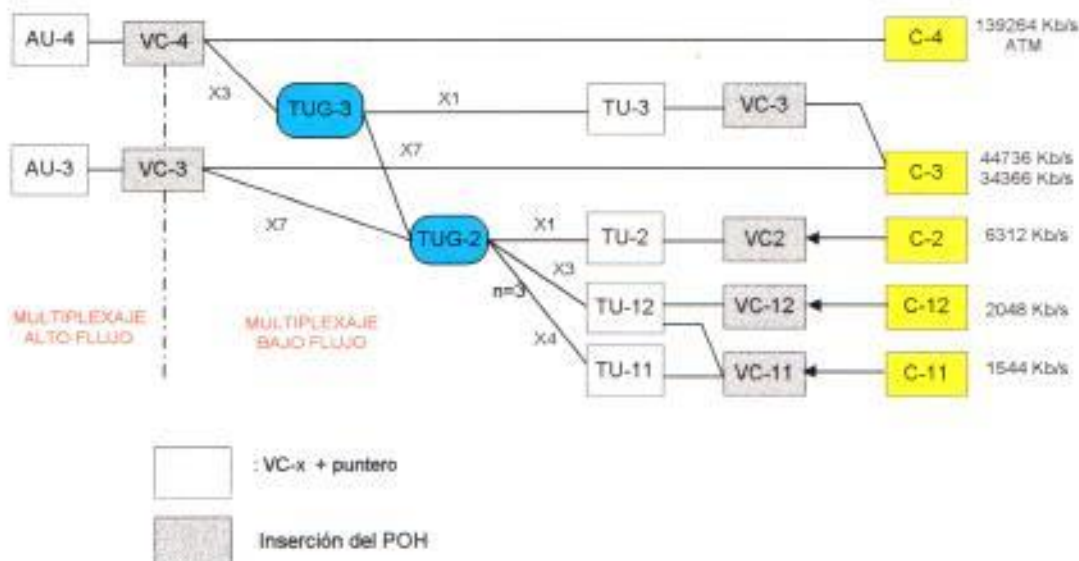 AU-4
VC-4
C-4
139264 Kb/s
ATM
X3
TUG-3
X1
TU-3
VC-3
X7
AU-3
VC-3
C-3
44736 Kb/s
34366 Kb/s
X7
TUG-2
X1
TU-2
VC2
C-2
6312 Kb/s
X3
n=3
TU-12
VC-12
C-12
2048 Kb/s
MULTIPLEXAJE
ALTO FLUJO
MULTIPLEXAJE
BAJO FLUJO
X4
TU-11
VC-11
C-11
1544 Kb/s
: VC-x + puntero
Inserción del POH